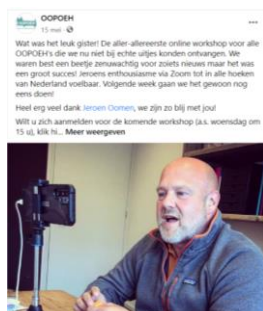 OOPOEH
15 mei ·
Wat was het leuk gister! De aller-allereerste online workshop voor alle
OOPOEH's die we nu niet bij echte uitjes konden ontvangen. We
waren best een beetje zenuwachtig voor zoiets nieuws maar het was
een groot succes! Jeroens enthousiasme via Zoom tot in alle hoeken
van Nederland voelbaar. Volgende week gaan we het gewoon nog
eens doen!
Heel erg veel dank Jeroen Oomen, we zijn zo blij met jou!
Wilt u zich aanmelden voor de komende workshop (a.s. woensdag om
15 u), klik hi... Meer weergeven